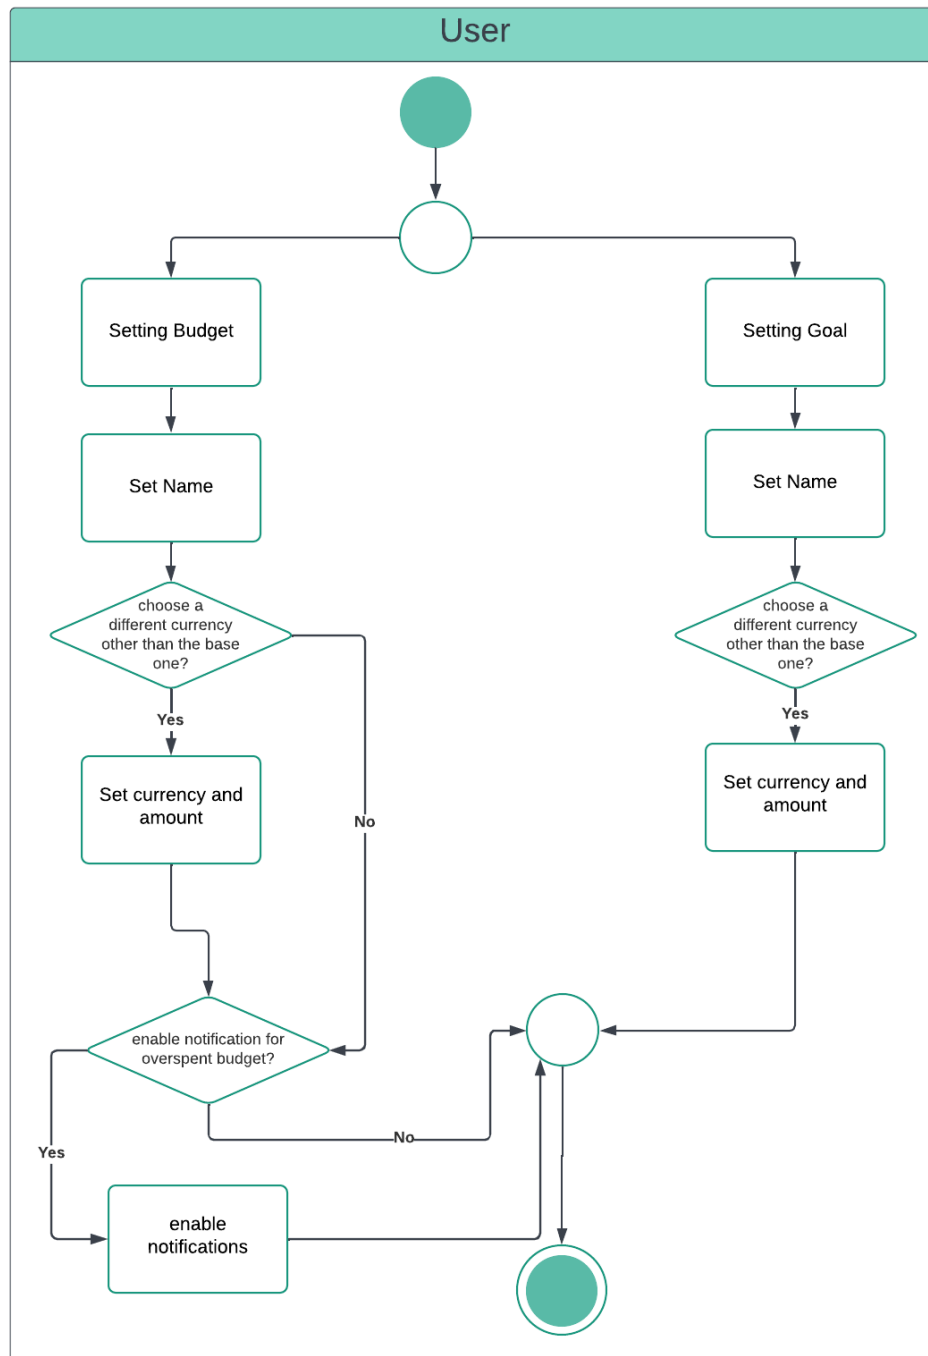 User
Setting Budget
Setting Goal
Set Name
Set Name
choose a
different currency
other than the base
one?
choose a
different currency
other than the base
one?
Yes
Yes
Set currency and
amount
Set currency and
amount
No
enable notification for
overspent budget?
No
Yes
enable
notifications